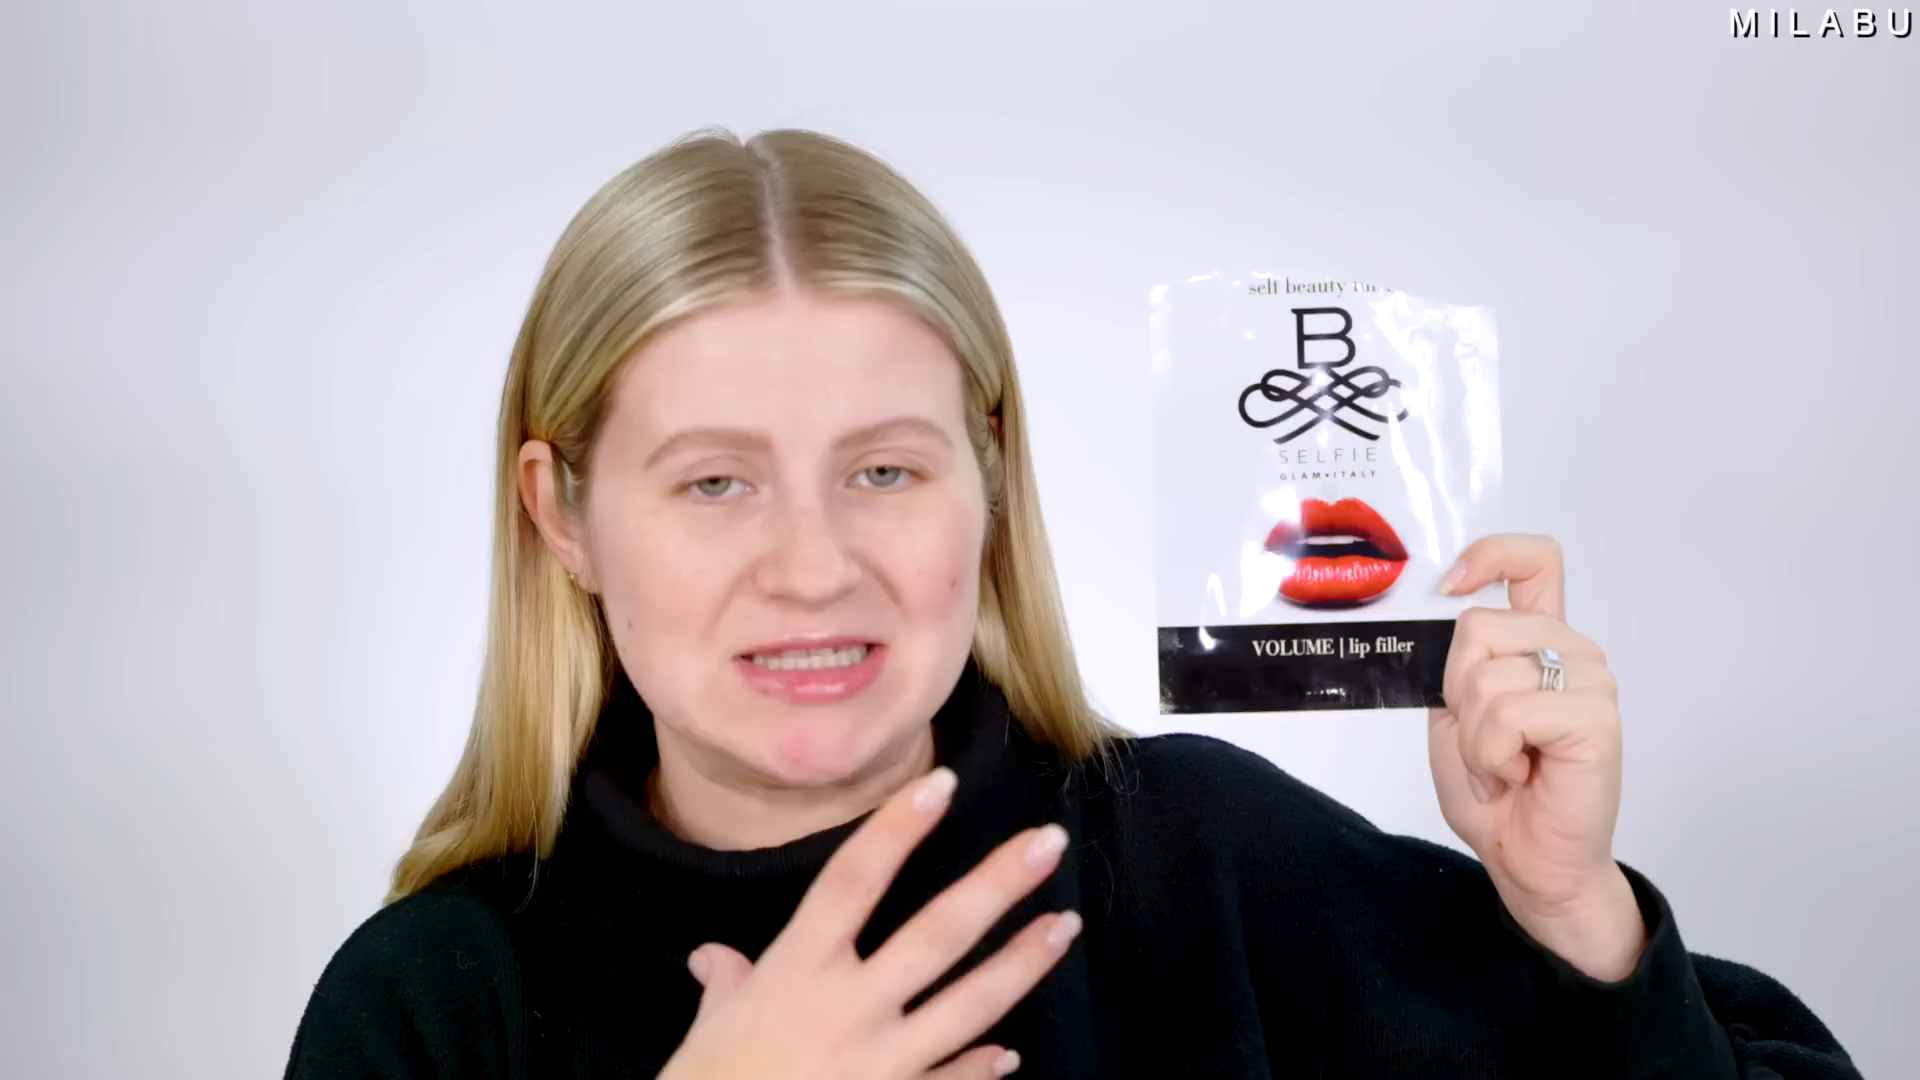 MILABU
self beauty
B
SELFIE
GLAM•ITALY
VOLUME | lip filler